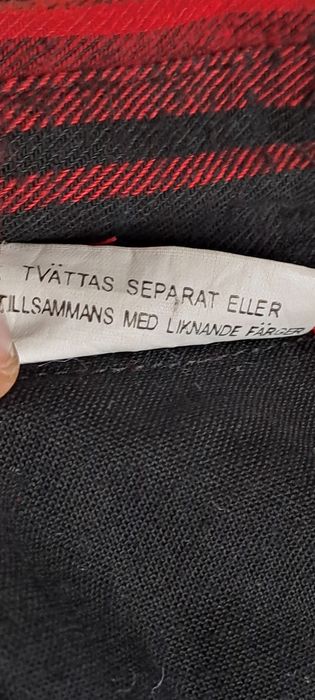 TVÄTTAS SEPARAT ELLER
TILLSAMMANS MED LIKNANDE FÄRGER